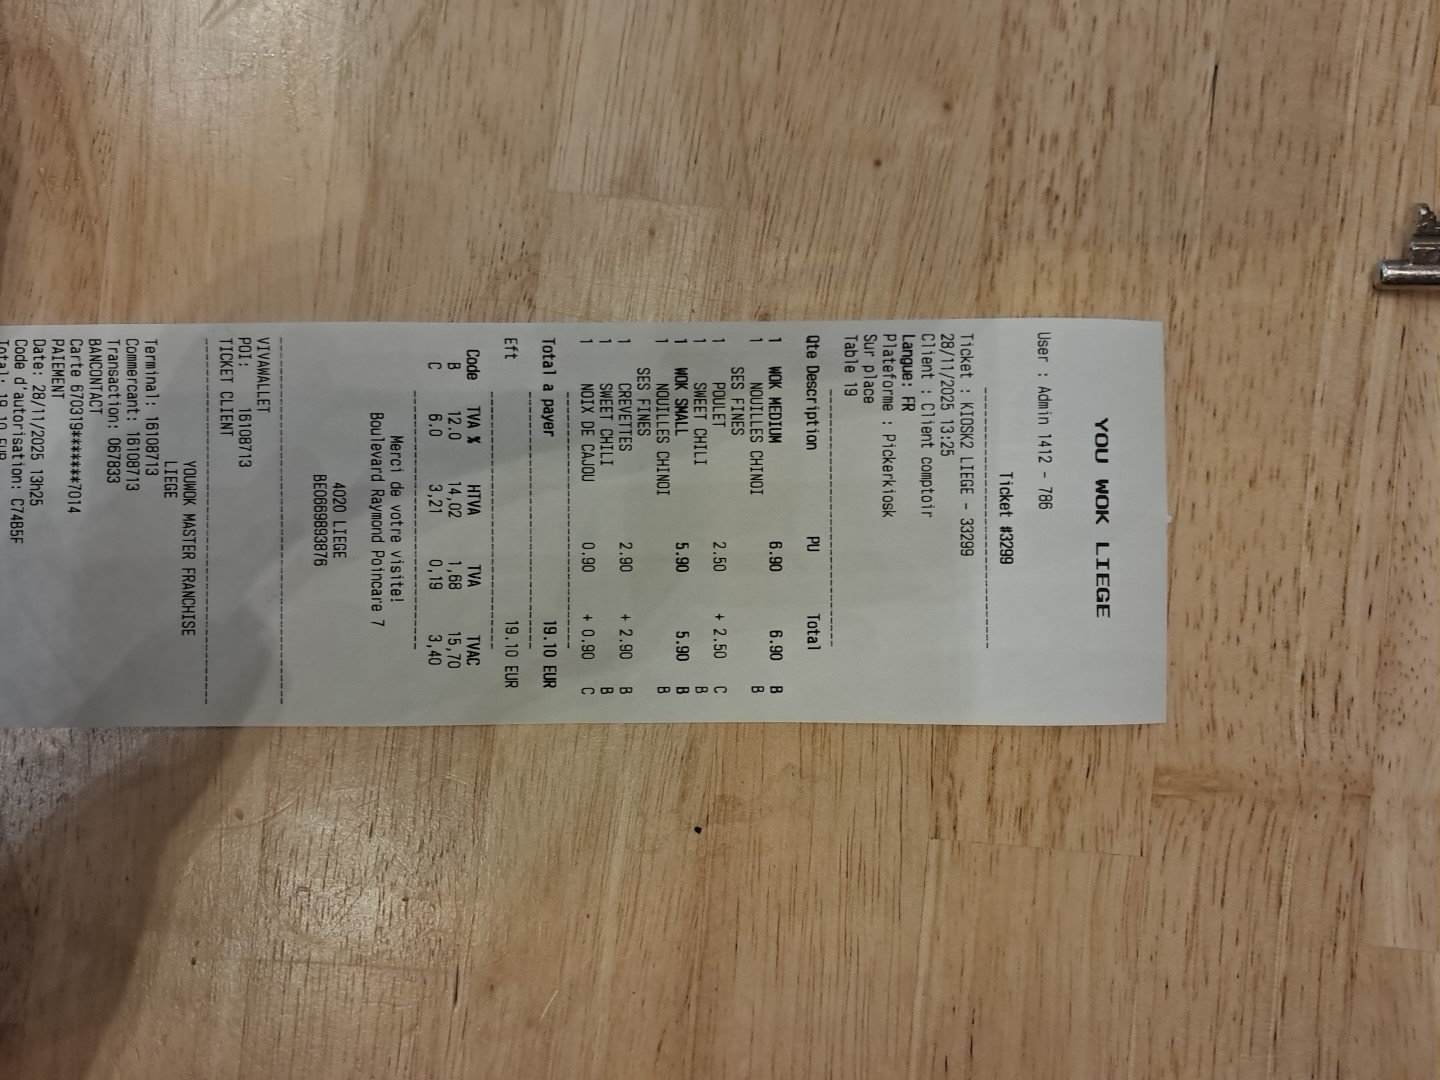 YOU WOK LIEGE
User : Admin 1412 - 786
Ticket #3299
Ticket : KIOSK2 LIEGE - 33299
28/11/2025 13:25
Client : Client comptoir
Langue: FR
Plateforme : Pickerkiosk
Sur place
Table 19
Qte Description PU Total
1 WOK MEDIUM 6.90 6.90 B
1 NOUILLES CHINOI B
SES FINES
1 POULET 2.50 + 2.50 C
1 SWEET CHILI B
1 WOK SMALL 5.90 5.90 B
1 NOUILLES CHINOI B
SES FINES
1 CREVETTES 2.90 + 2.90 B
1 SWEET CHILI B
1 NOIX DE CAJOU 0.90 + 0.90 C
Total a payer 19.10 EUR
Eft 19.10 EUR
Code TVA % HTVA TVA TVAC
B 12.0 14,02 1,68 15,70
C 6.0 3,21 0,19 3,40
Merci de votre visite!
Boulevard Raymond Poincare 7
4020 LIEGE
BE0669893876
VIVAWALLET
POI: 16108713
TICKET CLIENT
YOUWOK MASTER FRANCHISE
LIEGE
Terminal: 16108713
Commercant: 16108713
Transaction: 067833
BANCONTACT
Carte 670319*******7014
PAIEMENT
Date: 28/11/2025 13h25
Code d'autorisation: C74B5F
Total: 19,10 EUR